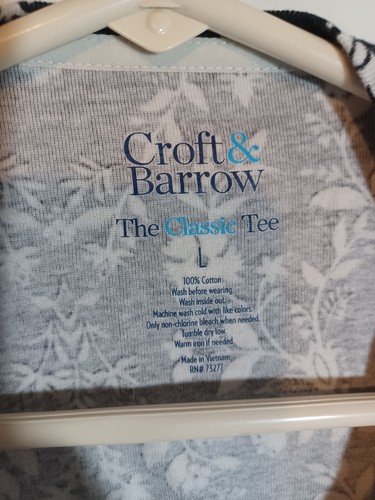 Croft&
Barrow
The Classic Tee
L
100% Cotton
Wash before wearing.
Wash inside out.
Machine wash cold with like colors.
Only non-chlorine bleach when needed.
Tumble dry low.
Warm iron if needed.
Made in Vietnam
RN# 73277